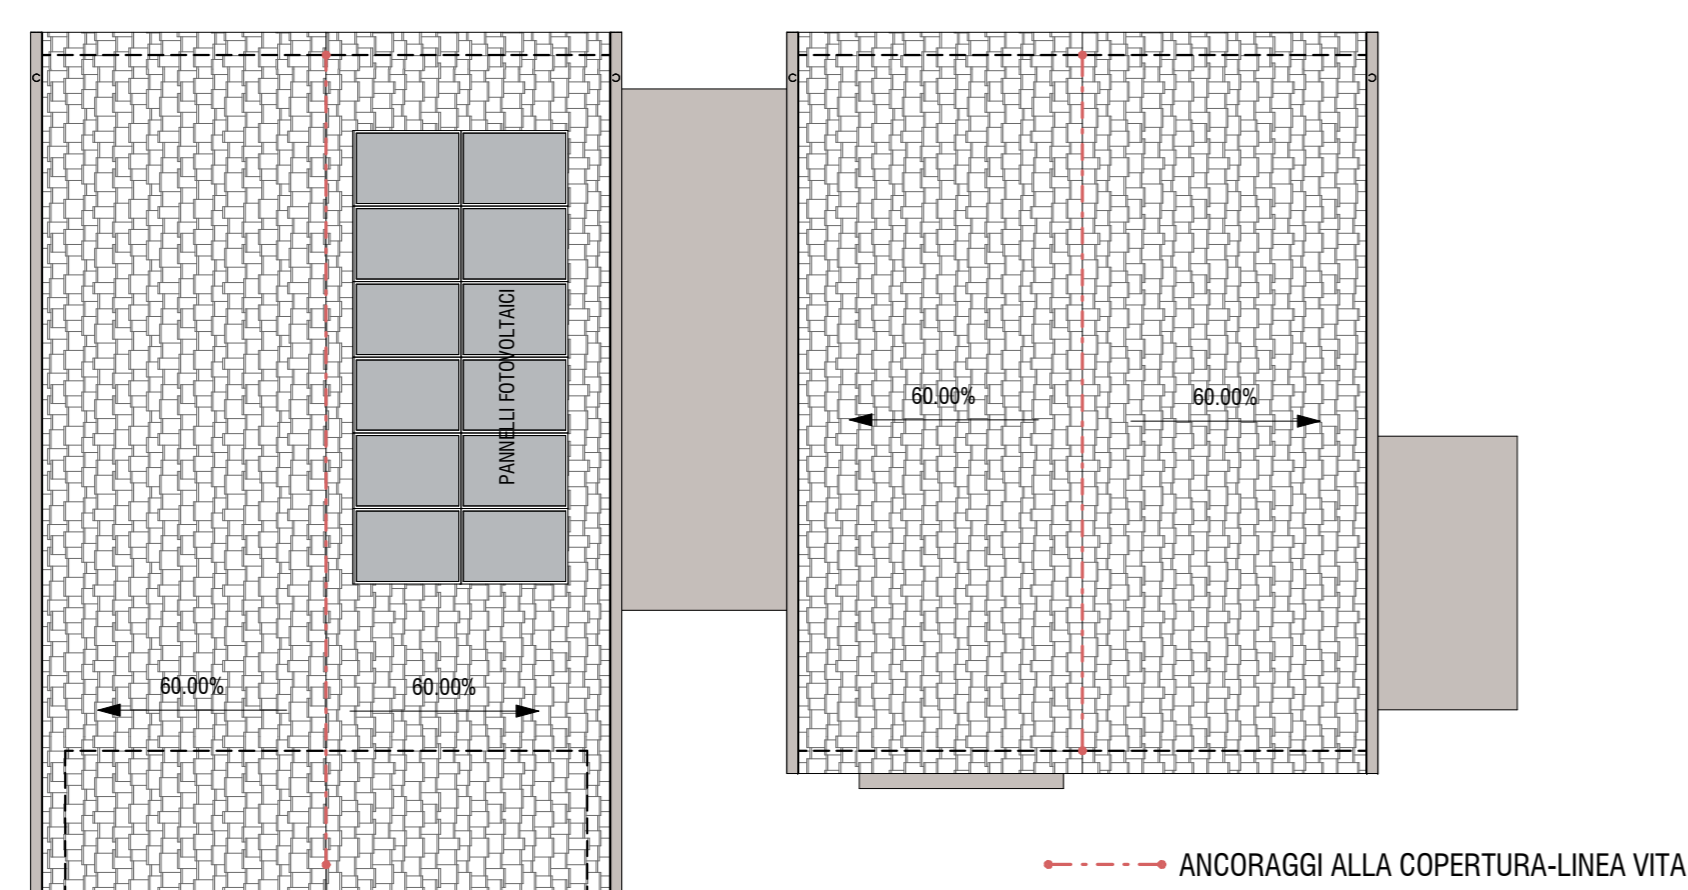 PANNELLI FOTOVOLTAICI
60.00%
60.00%
60.00%
60.00%
ANCORAGGI ALLA COPERTURA-LINEA VITA